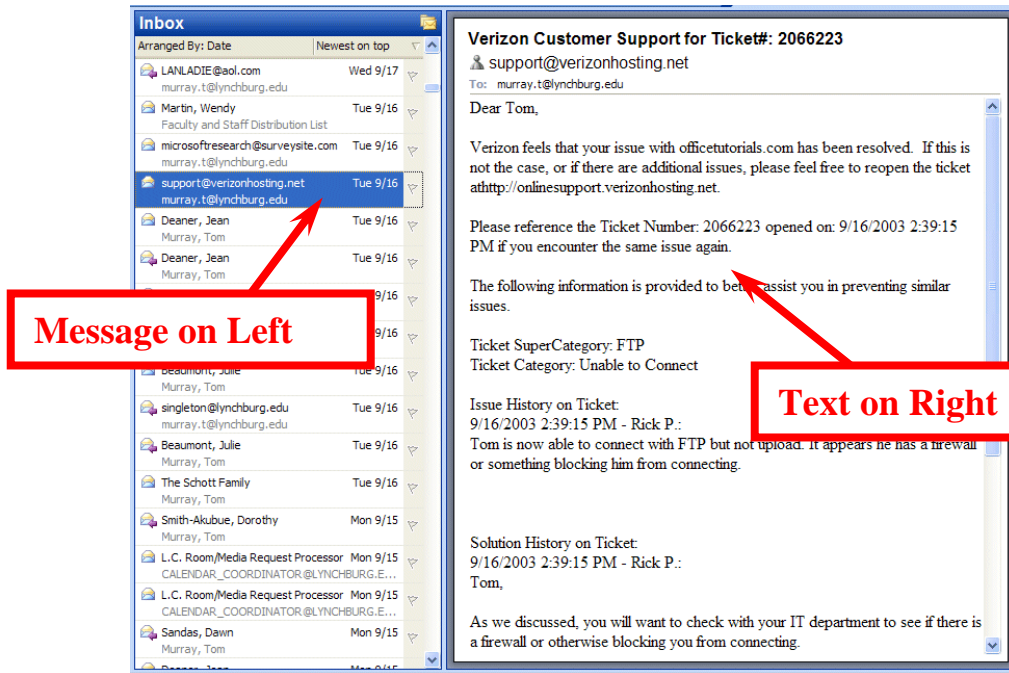 Inbox
Arranged By: Date Newest on top
LANLADIE@aol.com Wed 9/17
murray.t@lynchburg.edu
Martin, Wendy Tue 9/16
Faculty and Staff Distribution List
microsoftresearch@surveysite.com Tue 9/16
murray.t@lynchburg.edu
support@verizonhosting.net Tue 9/16
murray.t@lynchburg.edu
Deaner, Jean Tue 9/16
Murray, Tom
Deaner, Jean Tue 9/16
Murray, Tom
9/16
Message on Left
9/16
Beaumont, Julie Tue 9/16
Murray, Tom
singleton@lynchburg.edu Tue 9/16
murray.t@lynchburg.edu
Beaumont, Julie Tue 9/16
Murray, Tom
The Schott Family Tue 9/16
Murray, Tom
Smith-Akubue, Dorothy Mon 9/15
Murray, Tom
L.C. Room/Media Request Processor Mon 9/15
CALENDAR_COORDINATOR@LYNCHBURG.E...
L.C. Room/Media Request Processor Mon 9/15
CALENDAR_COORDINATOR@LYNCHBURG.E...
Sandas, Dawn Mon 9/15
Murray, Tom
Deaner, Jean Mon 9/15
Verizon Customer Support for Ticket#: 2066223
support@verizonhosting.net
To: murray.t@lynchburg.edu
Dear Tom,
Verizon feels that your issue with officetutorials.com has been resolved. If this is
not the case, or if there are additional issues, please feel free to reopen the ticket
athttp://onlinesupport.verizonhosting.net.
Please reference the Ticket Number: 2066223 opened on: 9/16/2003 2:39:15
PM if you encounter the same issue again.
The following information is provided to better assist you in preventing similar
issues.
Ticket SuperCategory: FTP
Ticket Category: Unable to Connect
Text on Right
Issue History on Ticket:
9/16/2003 2:39:15 PM - Rick P.:
Tom is now able to connect with FTP but not upload. It appears he has a firewall
or something blocking him from connecting.
Solution History on Ticket:
9/16/2003 2:39:15 PM - Rick P.:
Tom,
As we discussed, you will want to check with your IT department to see if there is
a firewall or otherwise blocking you from connecting.